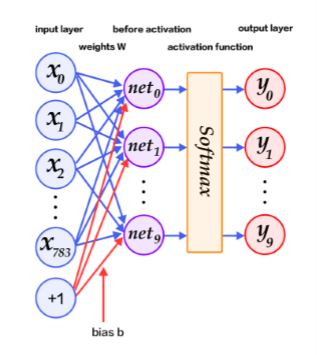 input layer before activation output layer
weights W activation function
x0 net0 y0
x1 net1 y1
x2
Softmax
x783 net9 y9
+1
bias b